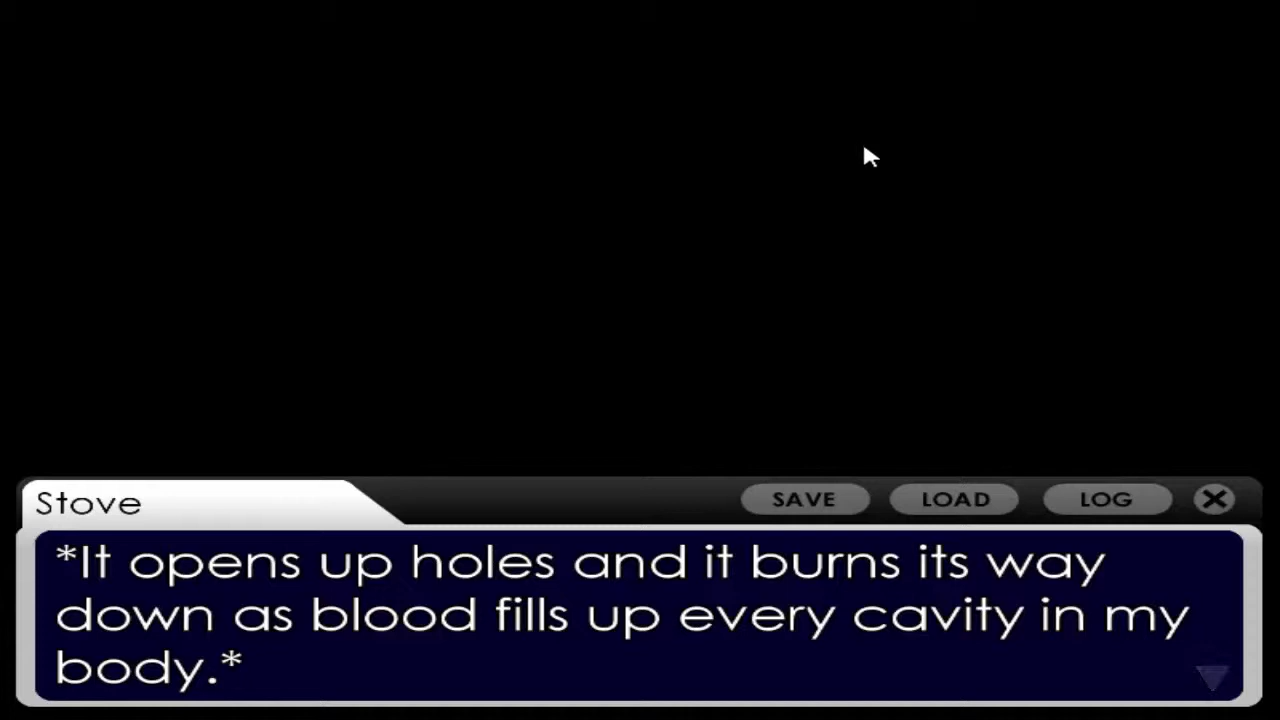 Stove
SAVE LOAD LOG
*It opens up holes and it burns its way
down as blood fills up every cavity in my
body.*